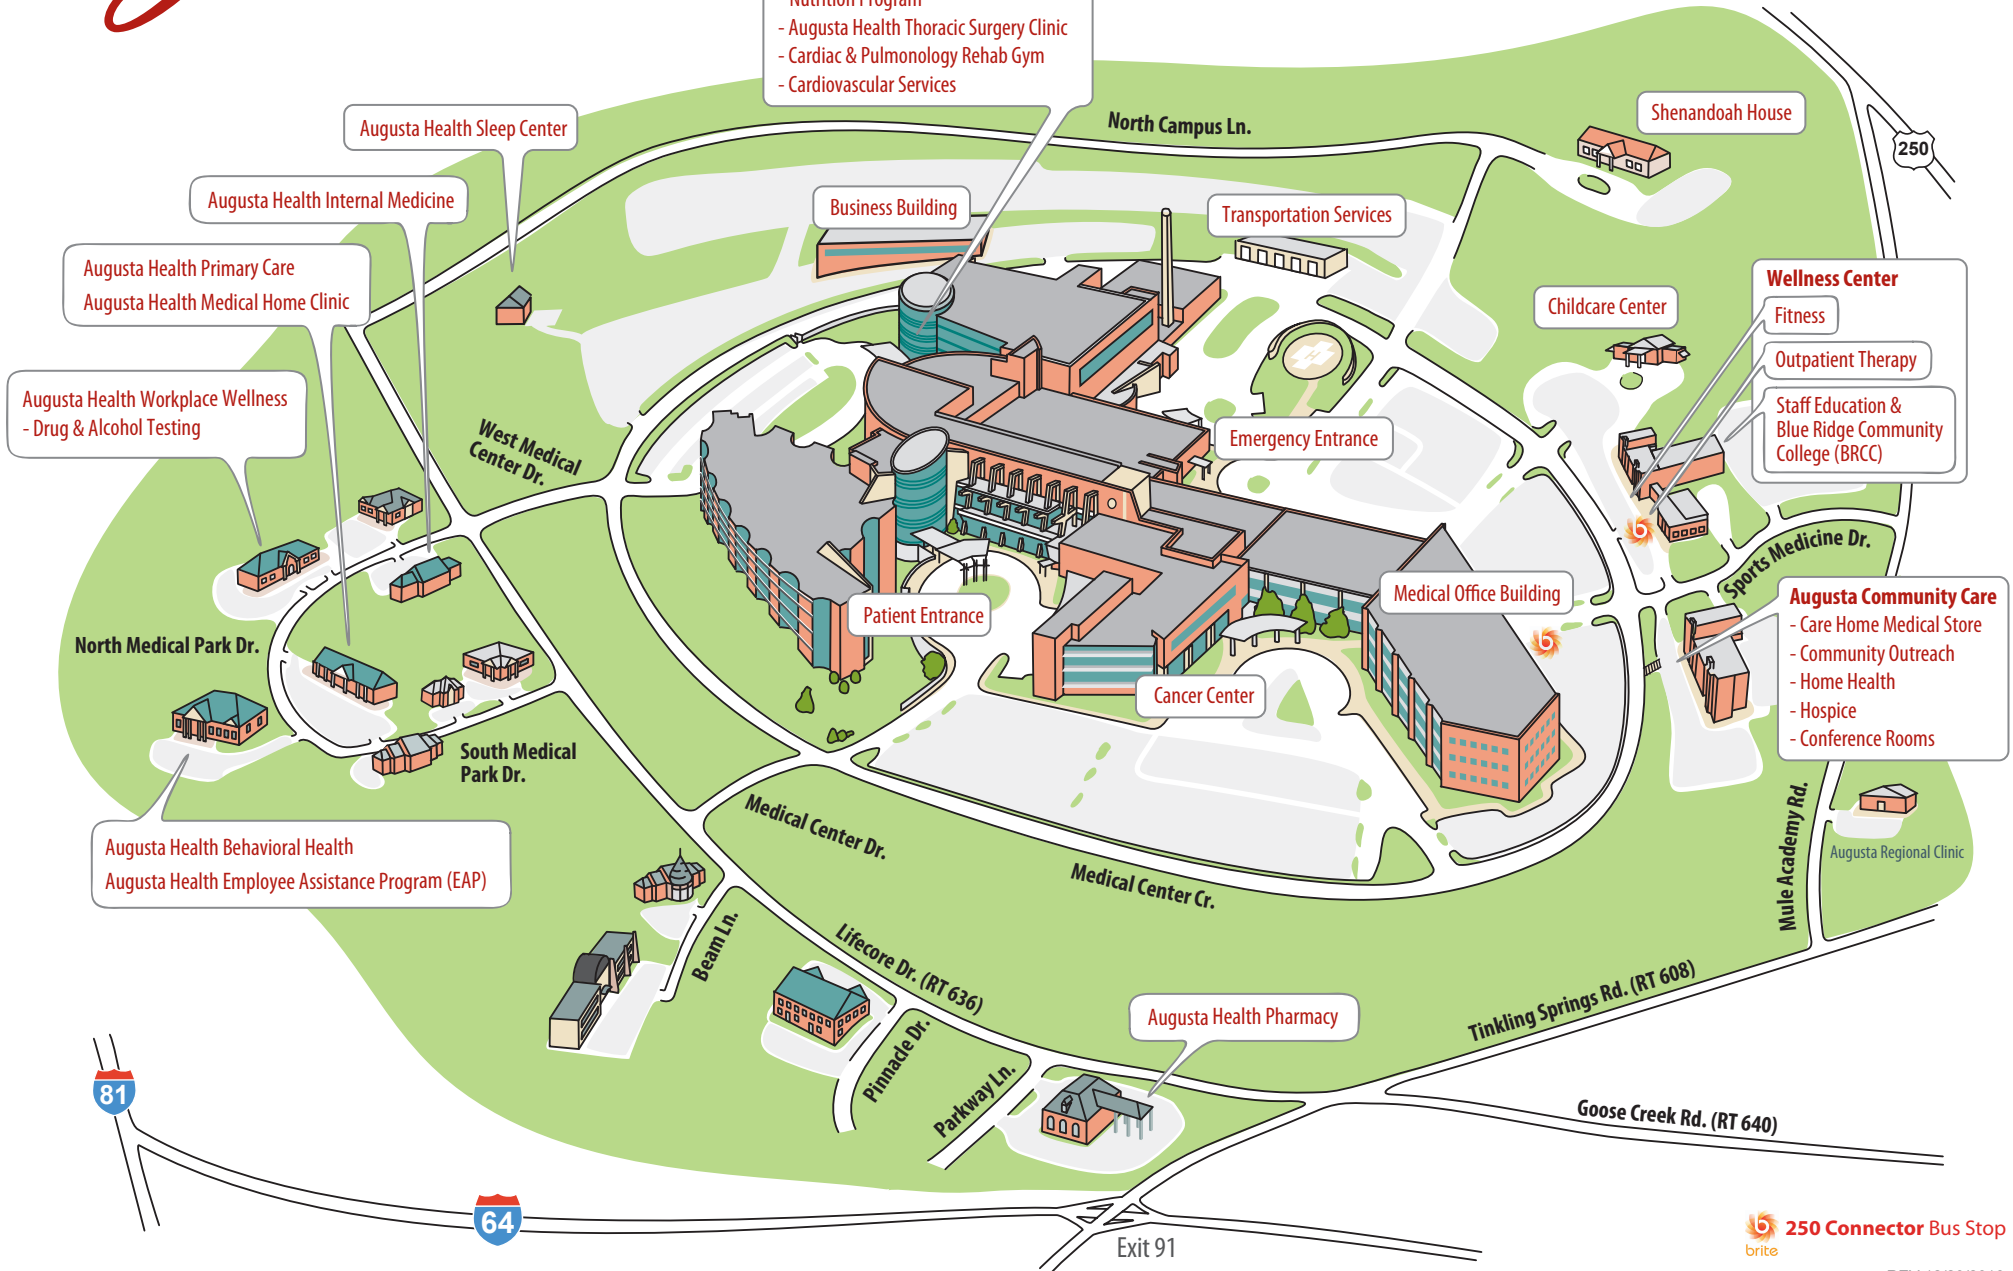 Nutrition Program
- Augusta Health Thoracic Surgery Clinic
- Cardiac & Pulmonology Rehab Gym
- Cardiovascular Services
Augusta Health Sleep Center
North Campus Ln.
Shenandoah House
250
Augusta Health Internal Medicine
Business Building
Transportation Services
Augusta Health Primary Care
Augusta Health Medical Home Clinic
Wellness Center
Fitness
Outpatient Therapy
Staff Education &
Blue Ridge Community
College (BRCC)
Childcare Center
H
Augusta Health Workplace Wellness
- Drug & Alcohol Testing
West Medical
Center Dr.
Emergency Entrance
b
Sports Medicine Dr.
Medical Office Building
Patient Entrance
b
Augusta Community Care
- Care Home Medical Store
- Community Outreach
- Home Health
- Hospice
- Conference Rooms
North Medical Park Dr.
Cancer Center
South Medical
Park Dr.
Medical Center Dr.
Medical Center Cr.
Mule Academy Rd.
Augusta Regional Clinic
Augusta Health Behavioral Health
Augusta Health Employee Assistance Program (EAP)
Beam Ln.
Lifecore Dr. (RT 636)
Tinkling Springs Rd. (RT 608)
Augusta Health Pharmacy
Pinnacle Dr.
Parkway Ln.
Goose Creek Rd. (RT 640)
81
64
Exit 91
b
brite
250 Connector Bus Stop